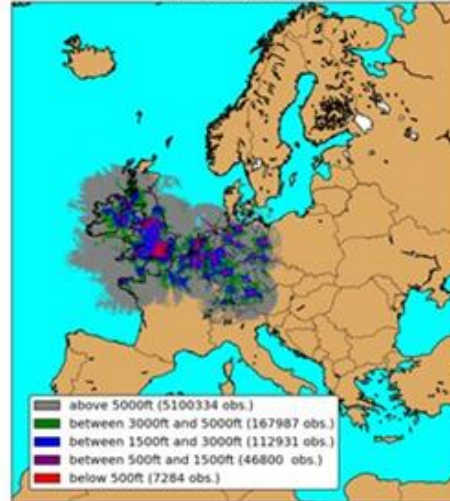 above 5000ft (5100334 obs.)
between 3000ft and 5000ft (167987 obs.)
between 1500ft and 3000ft (112931 obs.)
between 500ft and 1500ft (46800  obs.)
below 500ft (7284 obs.)